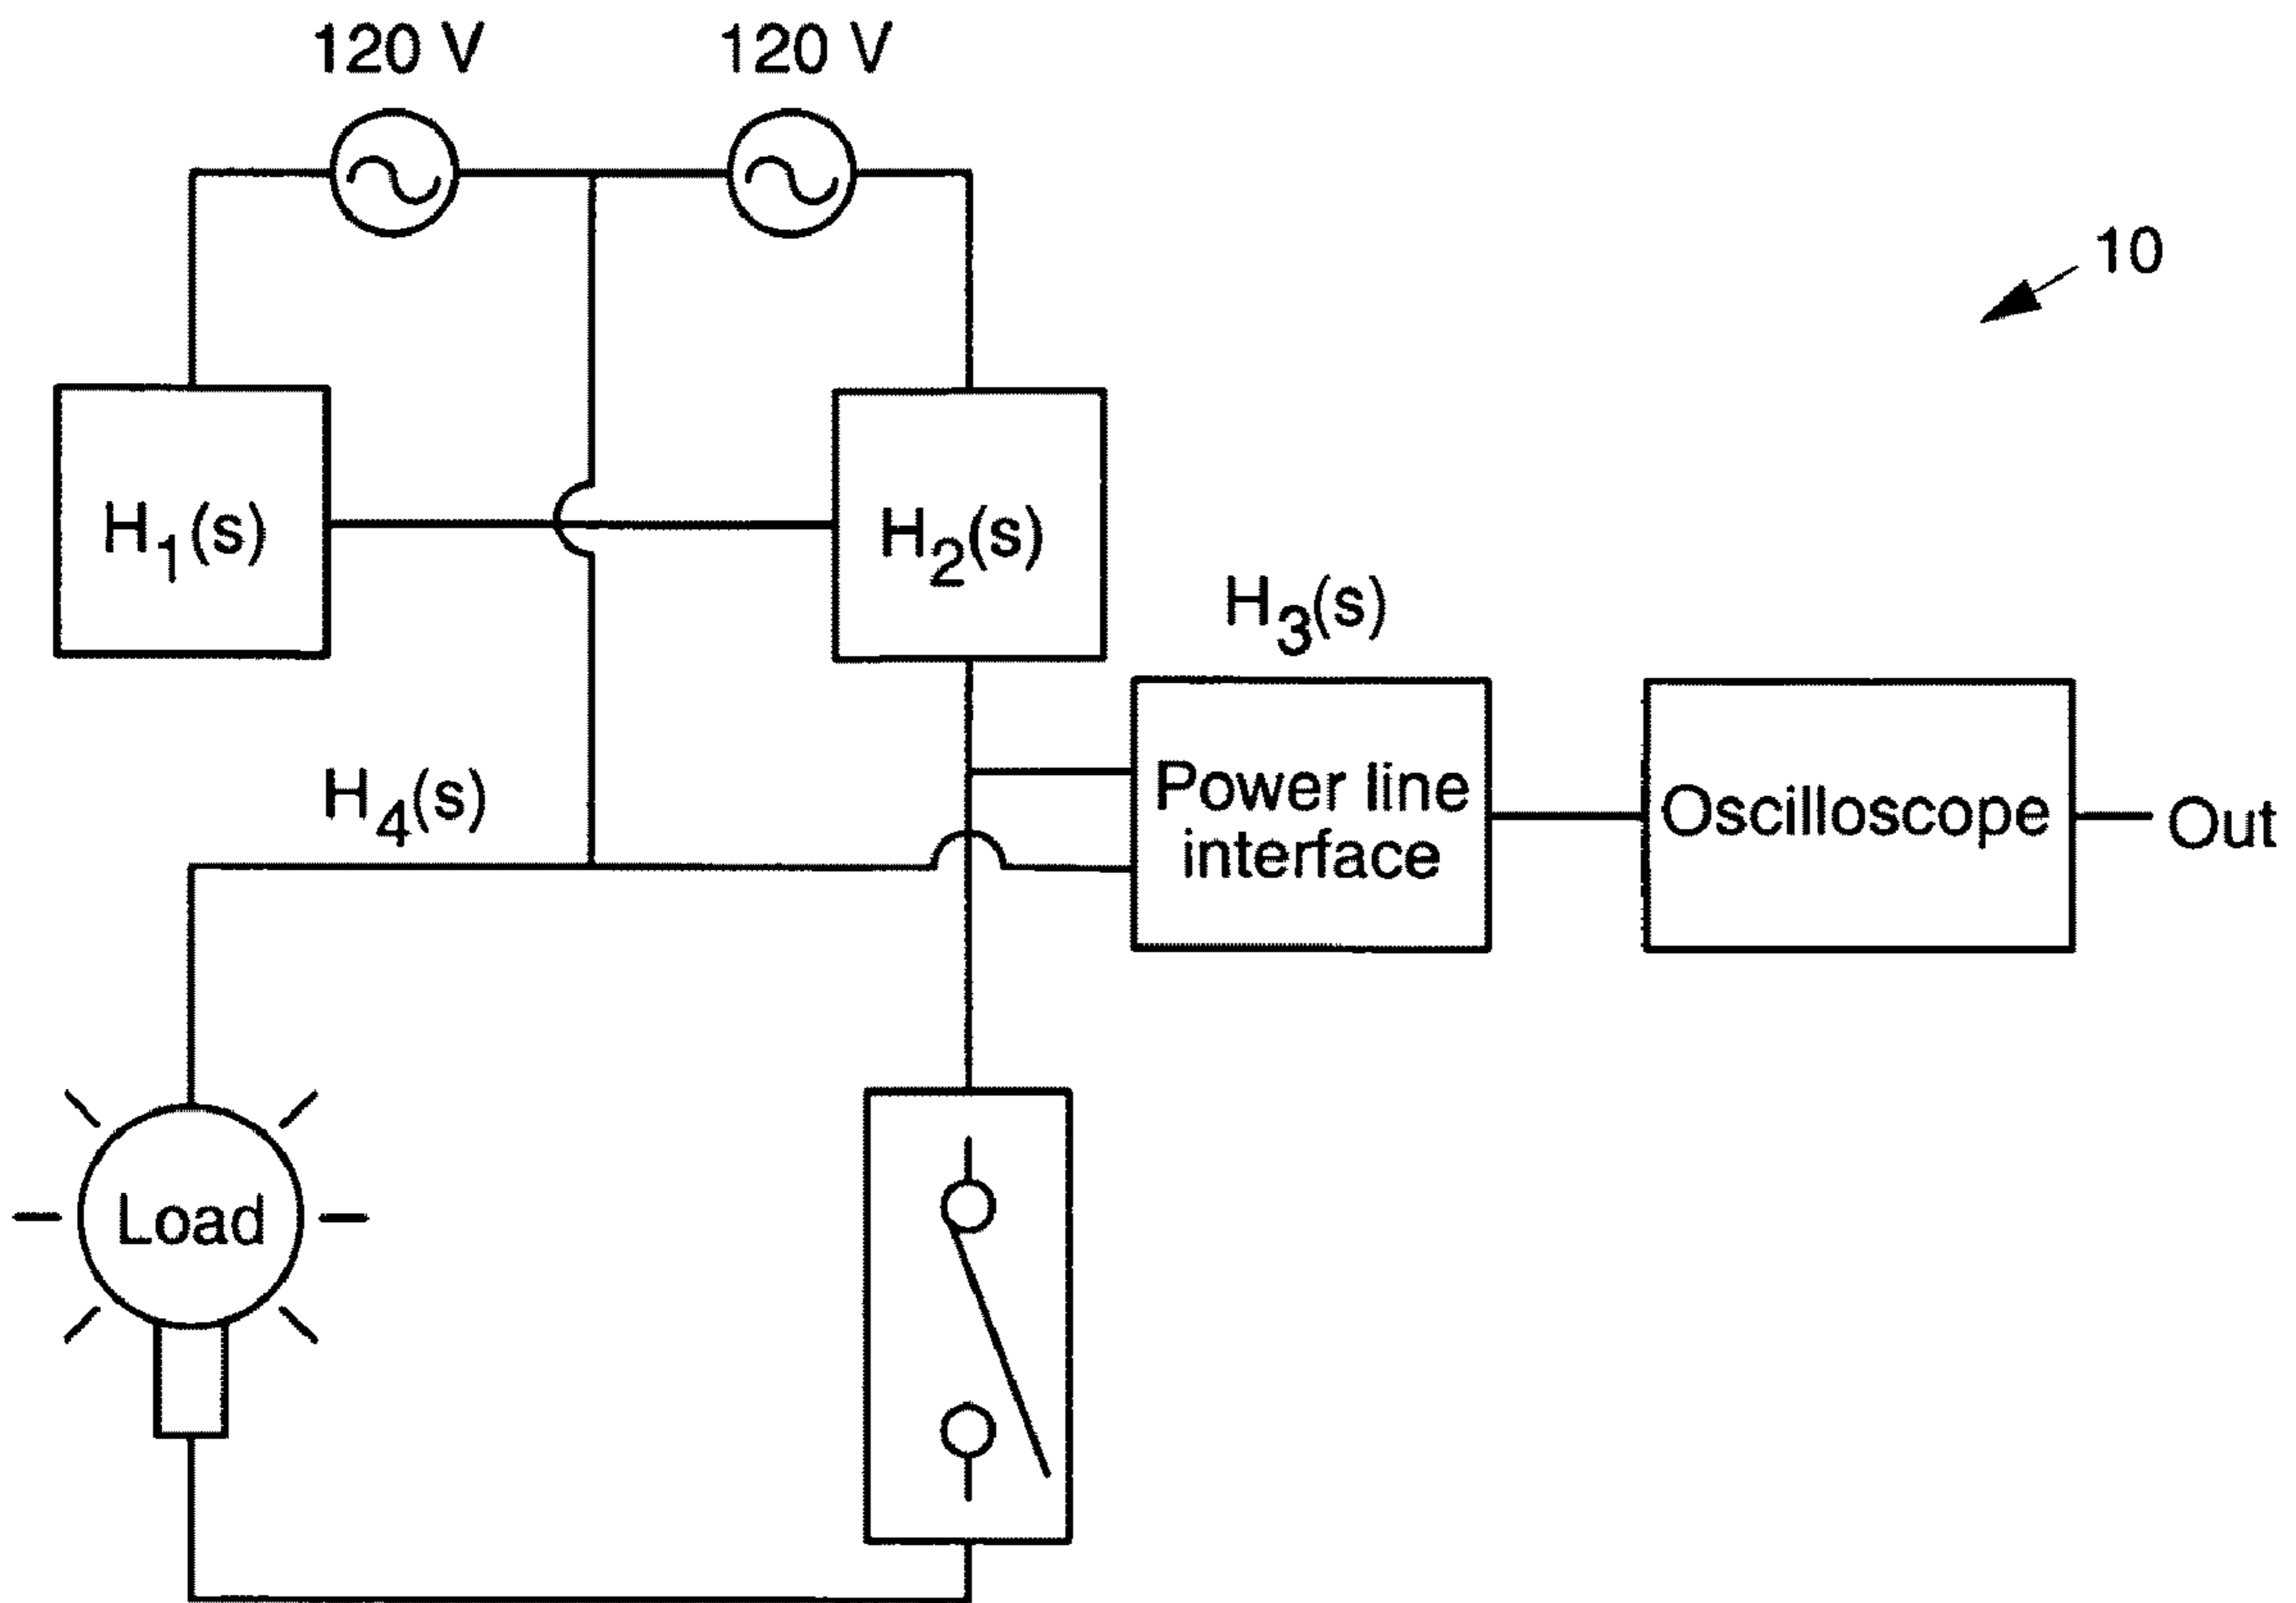 120 V
120 V
10
H1(s)
H2(s)
H3(s)
H4(s)
Power line
interface
Oscilloscope
Out
Load